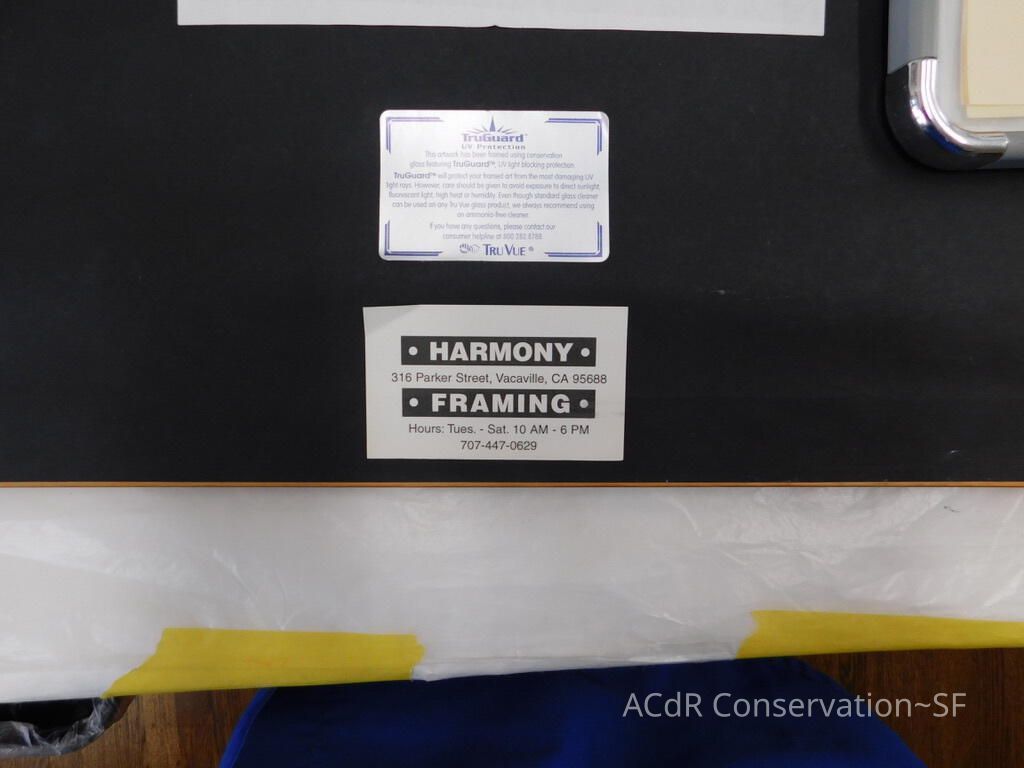 TruGuard™
UV Protection
This artwork has been framed using conservation
glass featuring TruGuard™, UV light blocking protection.
TruGuard™ will protect your framed art from the most damaging UV
light rays. However, care should be given to avoid exposure to direct sunlight,
fluorescent light, high heat or humidity. Even though standard glass cleaner
can be used on any Tru Vue glass product, we always recommend using
an ammonia-free cleaner.
If you have any questions, please contact our
consumer helpline at 800 282 8788
TRU VUE ®
• HARMONY •
316 Parker Street, Vacaville, CA 95688
• FRAMING •
Hours: Tues. - Sat. 10 AM - 6 PM
707-447-0629
ACdR Conservation~SF